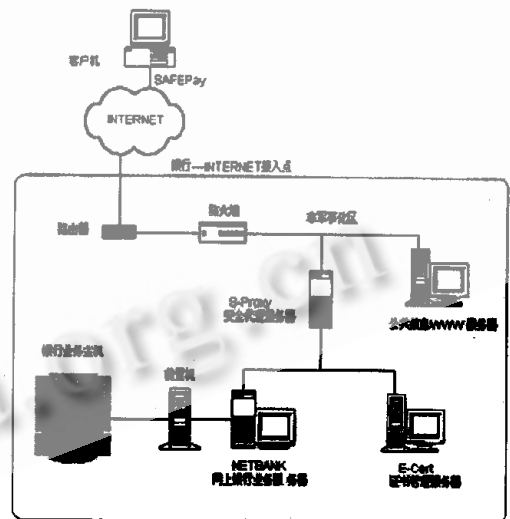 客户机
SAFEPay
INTERNET
银行---INTERNET接入点
路由器
防火墙
非军事化区
S-Proxy
安全代理服务器
公共信息WWW服务器
银行业务主机
前置机
NETBANK
网上银行业务服 务器
E-Cert
证书管理服务器
.org.cn